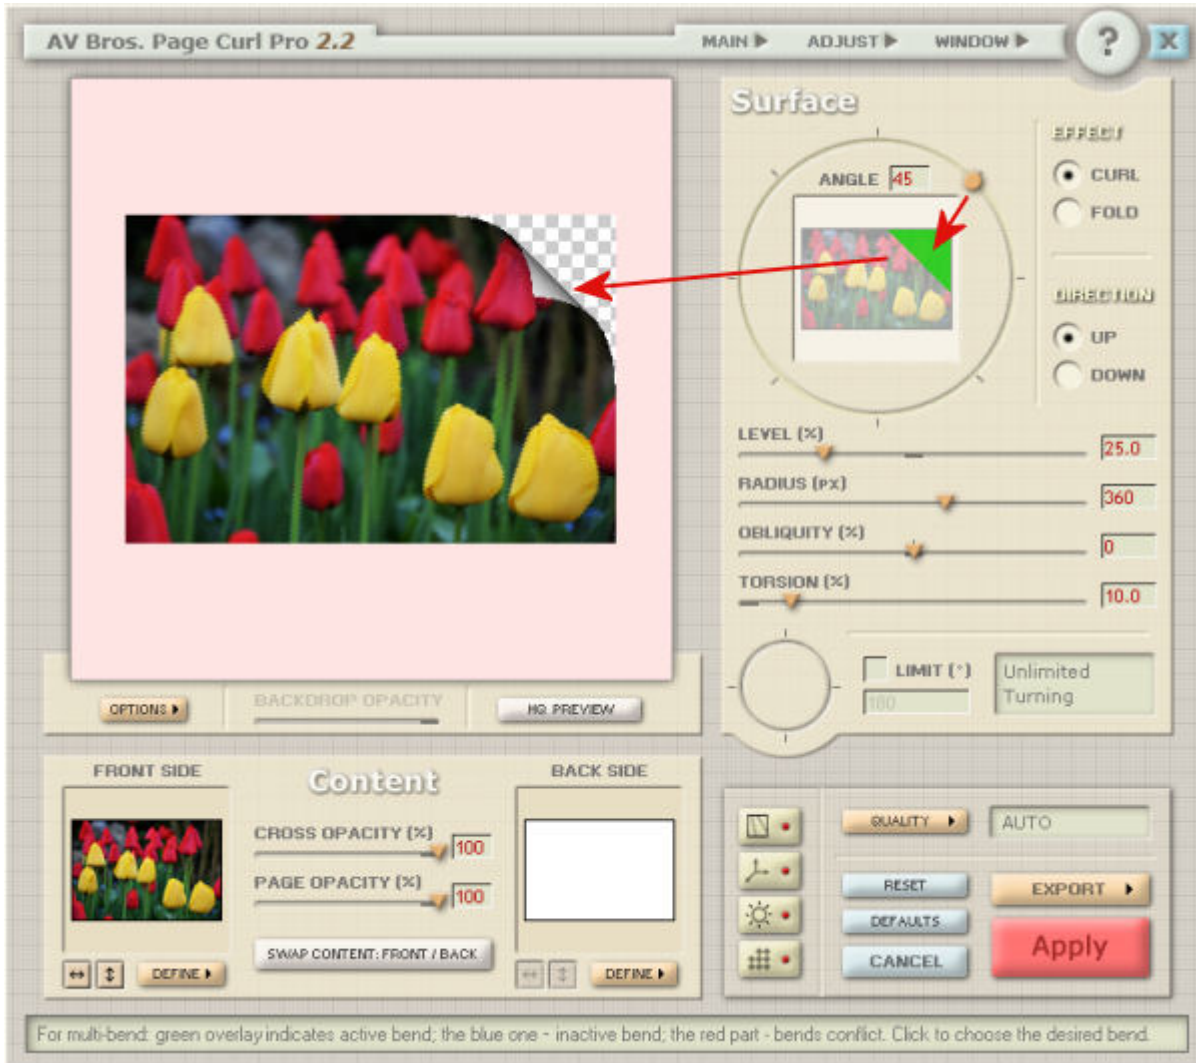 AV Bros. Page Curl Pro 2.2
MAIN
ADJUST
WINDOW
?
X
Surface
ANGLE 45
EFFECT
CURL
FOLD
DIRECTION
UP
DOWN
LEVEL (%)
25.0
RADIUS (PX)
360
OBLIQUITY (%)
0
TORSION (%)
10.0
LIMIT (°)
180
Unlimited
Turning
OPTIONS
BACKDROP OPACITY
HQ PREVIEW
FRONT SIDE
Content
BACK SIDE
CROSS OPACITY (%)
100
PAGE OPACITY (%)
100
SWAP CONTENT: FRONT / BACK
DEFINE
DEFINE
QUALITY
AUTO
RESET
EXPORT
DEFAULTS
Apply
CANCEL
For multi-bend: green overlay indicates active bend; the blue one - inactive bend; the red part - bends conflict. Click to choose the desired bend.